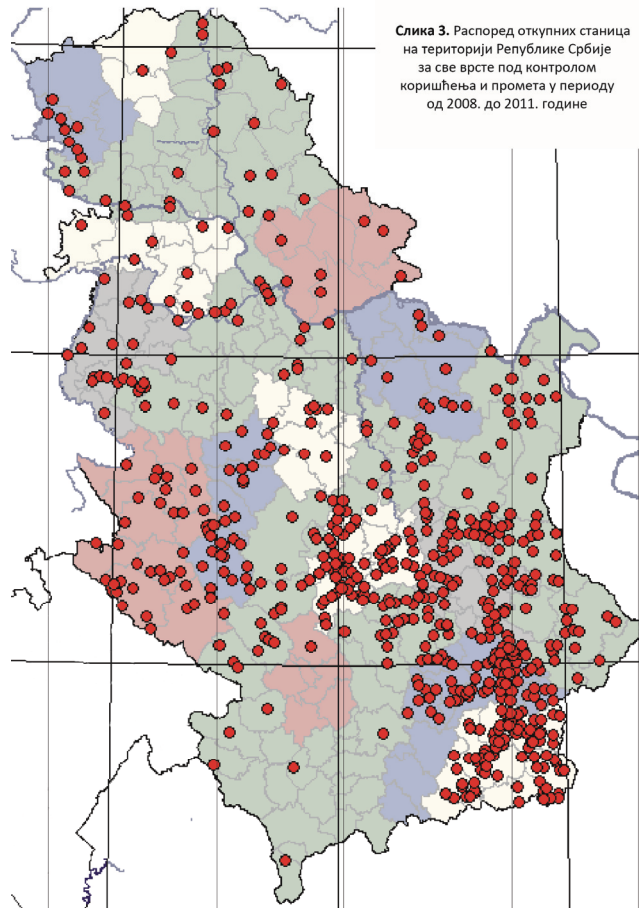 Слика 3. Распоред откупних станица
на територији Републике Србије
за све врсте под контролом
коришћења и промета у периоду
од 2008. до 2011. године